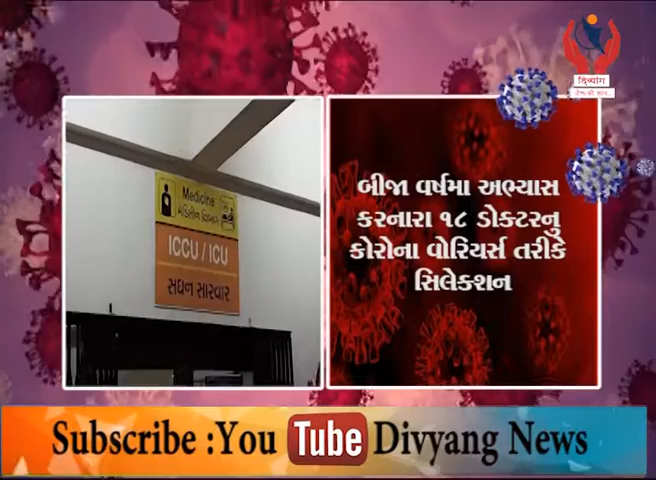 દિવ્યાંગ
Medicine
મેડિસીન વિભાગ
ICCU / ICU
સઘન સારવાર
બીજા વર્ષમા અભ્યાસ
કરનારા ૧૮ ડોક્ટરનુ
કોરોના વોરિયર્સ તરીકે
સિલેક્શન
Subscribe :You Tube Divyang News